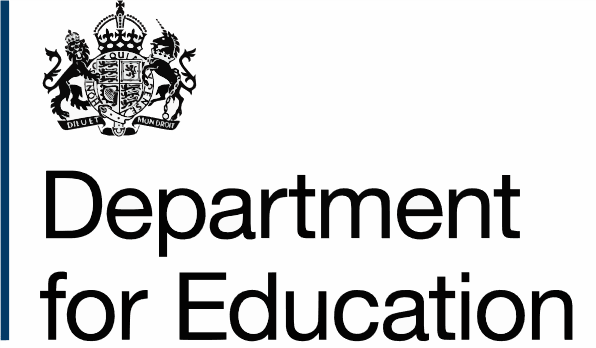 DIEU ET MON DROIT
Department
for Education